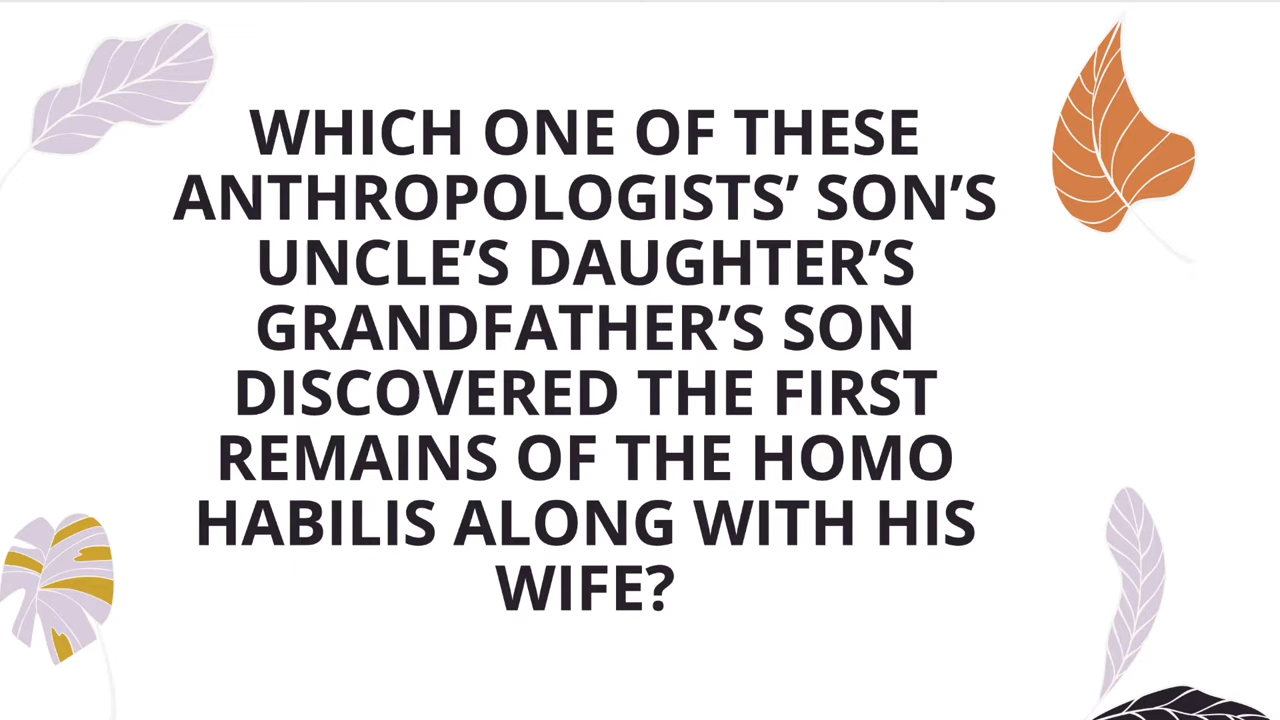 WHICH ONE OF THESE
ANTHROPOLOGISTS’ SON’S
UNCLE’S DAUGHTER’S
GRANDFATHER’S SON
DISCOVERED THE FIRST
REMAINS OF THE HOMO
HABILIS ALONG WITH HIS
WIFE?